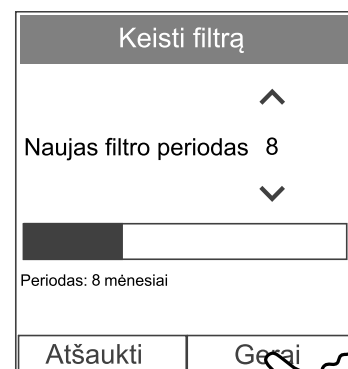 Keisti filtrą
Naujas filtro periodas 8
Periodas: 8 mėnesiai
Atšaukti Gerai